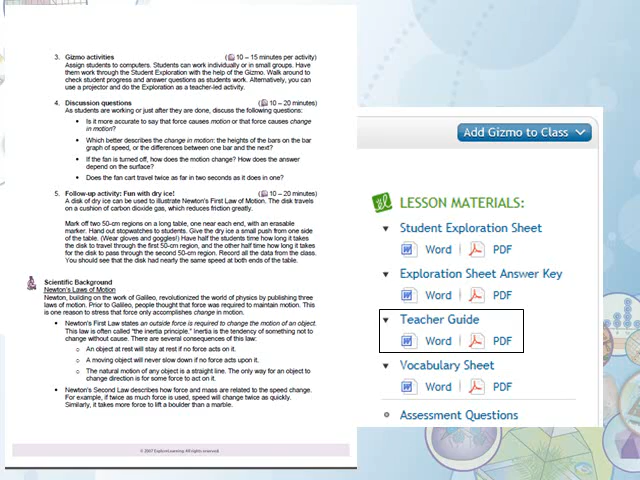 3. Gizmo activities ( 10 – 15 minutes per activity)
Assign students to computers. Students can work individually or in small groups. Have
them work through the Student Exploration with the help of the Gizmo. Walk around to
check student progress and answer questions as students work. Alternatively, you can
use a projector and do the Exploration as a teacher-led activity.
4. Discussion questions ( 10 – 20 minutes)
As students are working or just after they are done, discuss the following questions:
• Is it more accurate to say that force causes motion or that force causes change
in motion?
• Which better describes the change in motion: the heights of the bars on the bar
graph of speed, or the differences between one bar and the next?
• If the fan is turned off, how does the motion change? How does the answer
depend on the surface?
• Does the fan cart travel twice as far in two seconds as it does in one?
5. Follow-up activity: Fun with dry ice! ( 10 – 20 minutes)
A disk of dry ice can be used to illustrate Newton's First Law of Motion. The disk travels
on a cushion of carbon dioxide gas, which reduces friction greatly.
Mark off two 50-cm regions on a long table, one near each end, with an erasable
marker. Hand out stopwatches to students. Give the dry ice a small push from one side
of the table. (Wear gloves and goggles!) Have half the students time how long it takes
the disk to travel through the first 50-cm region, and the other half time how long it takes
for the disk to pass through the second 50-cm region. Record all the data from the class.
You should see that the disk had nearly the same speed at both ends of the table.
Scientific Background
Newton's Laws of Motion
Newton, building on the work of Galileo, revolutionized the world of physics by publishing three
laws of motion. Prior to Galileo, people thought that force was required to maintain motion. This
is one reason to stress that force only accomplishes change in motion.
• Newton's First Law states an outside force is required to change the motion of an object.
This law is often called "the inertia principle." Inertia is the tendency of something to
not change without cause. There are several consequences of this law:
○ An object at rest will stay at rest if no force acts on it.
○ A moving object will never slow down if no force acts upon it.
○ The natural motion of any object is a straight line. The only way for an object to
change direction is for some force to act on it.
• Newton's Second Law describes how force and mass are related to the speed change.
For example, if twice as much force is used, speed will change twice as quickly.
Similarly, it takes more force to lift a boulder than a marble.
© 2007 ExploreLearning All rights reserved
Add Gizmo to Class
LESSON MATERIALS:
Student Exploration Sheet
Word | PDF
Exploration Sheet Answer Key
Word | PDF
Teacher Guide
Word | PDF
Vocabulary Sheet
Word | PDF
Assessment Questions